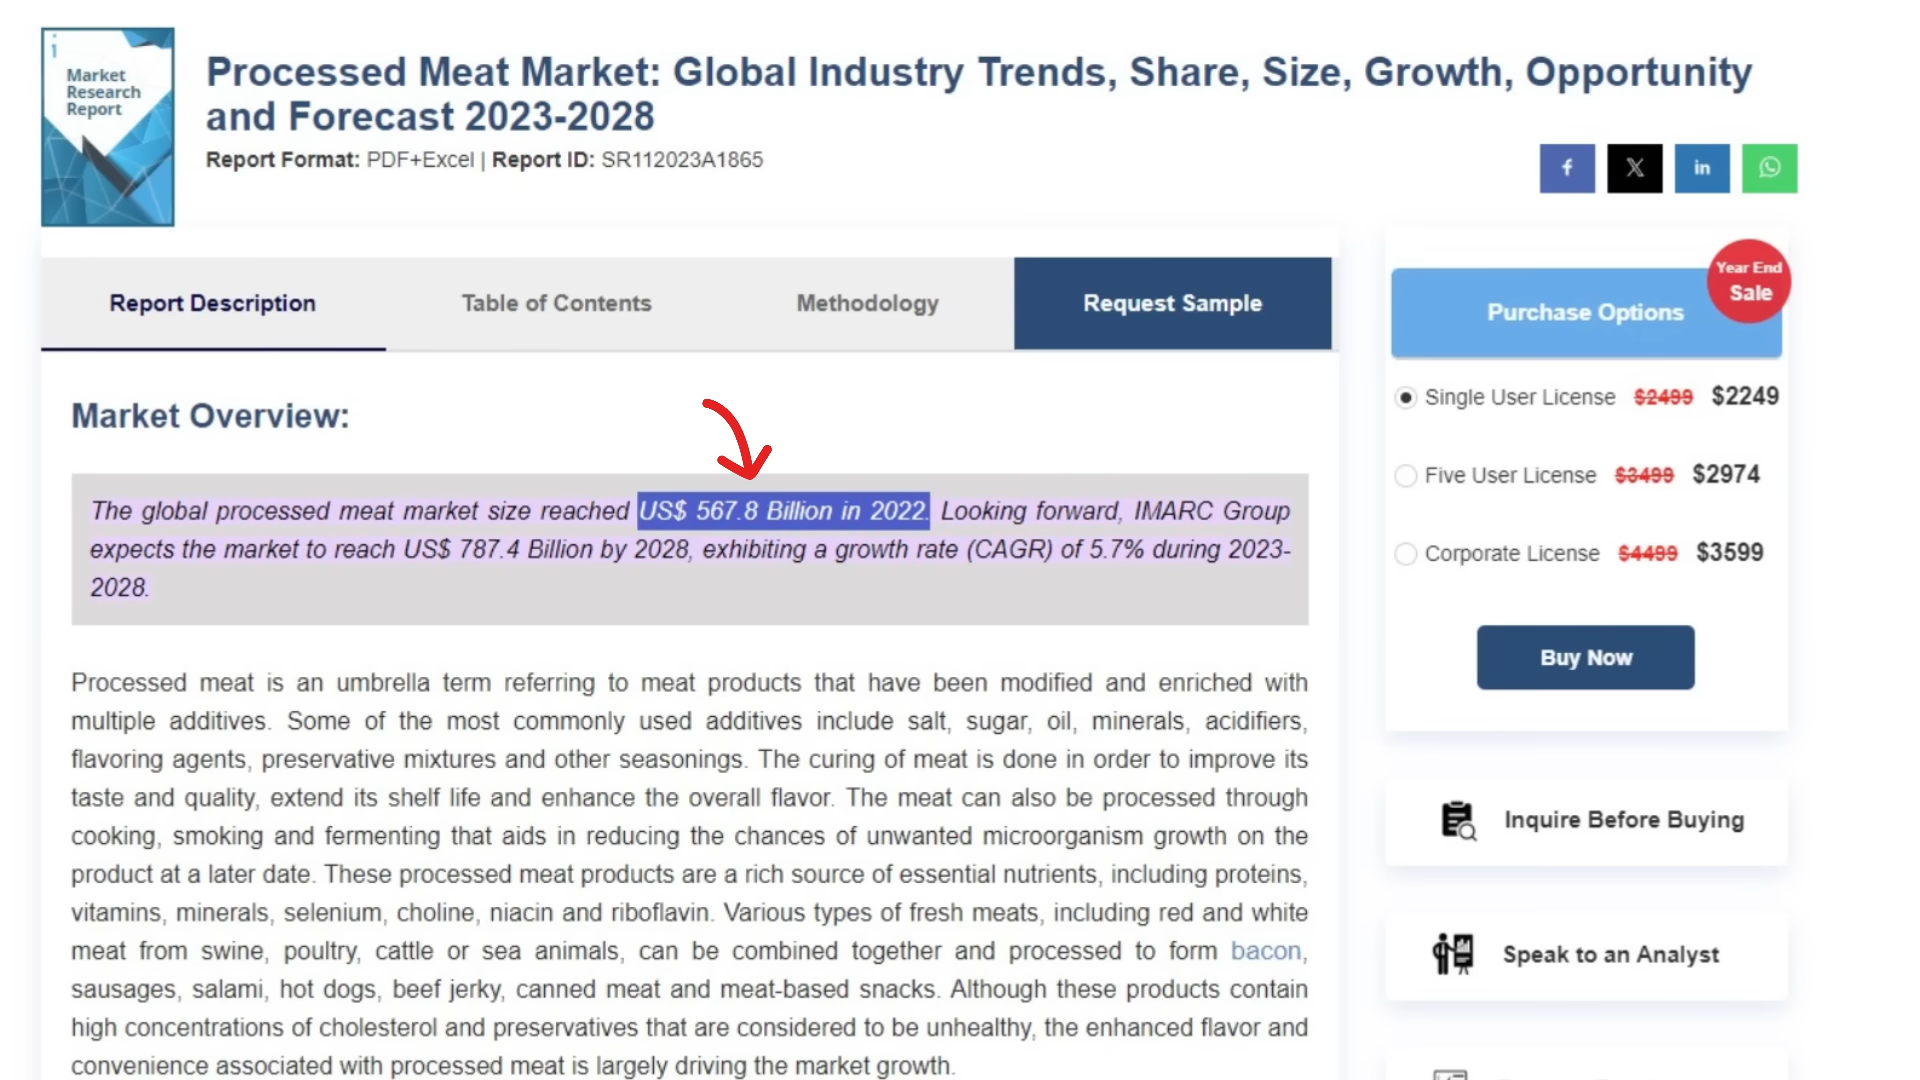 Market
Research
Report
Processed Meat Market: Global Industry Trends, Share, Size, Growth, Opportunity
and Forecast 2023-2028
Report Format: PDF+Excel | Report ID: SR112023A1865
f
X
in
Report Description
Table of Contents
Methodology
Request Sample
Market Overview:
The global processed meat market size reached US$ 567.8 Billion in 2022. Looking forward, IMARC Group
expects the market to reach US$ 787.4 Billion by 2028, exhibiting a growth rate (CAGR) of 5.7% during 2023-
2028.
Processed meat is an umbrella term referring to meat products that have been modified and enriched with
multiple additives. Some of the most commonly used additives include salt, sugar, oil, minerals, acidifiers,
flavoring agents, preservative mixtures and other seasonings. The curing of meat is done in order to improve its
taste and quality, extend its shelf life and enhance the overall flavor. The meat can also be processed through
cooking, smoking and fermenting that aids in reducing the chances of unwanted microorganism growth on the
product at a later date. These processed meat products are a rich source of essential nutrients, including proteins,
vitamins, minerals, selenium, choline, niacin and riboflavin. Various types of fresh meats, including red and white
meat from swine, poultry, cattle or sea animals, can be combined together and processed to form bacon,
sausages, salami, hot dogs, beef jerky, canned meat and meat-based snacks. Although these products contain
high concentrations of cholesterol and preservatives that are considered to be unhealthy, the enhanced flavor and
convenience associated with processed meat is largely driving the market growth.
Year End
Sale
Purchase Options
Single User License $2499 $2249
Five User License $3499 $2974
Corporate License $4499 $3599
Buy Now
Inquire Before Buying
Speak to an Analyst